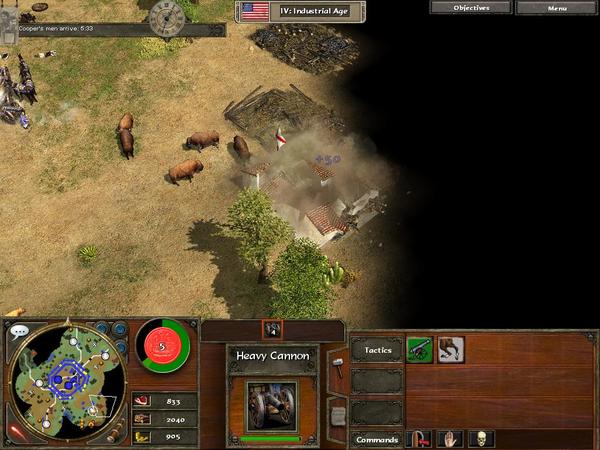 Cooper's men arrive: 5:33
IV: Industrial Age
Objectives
Menu
+50
5
4
Heavy Cannon
Tactics
833
2040
905
Commands